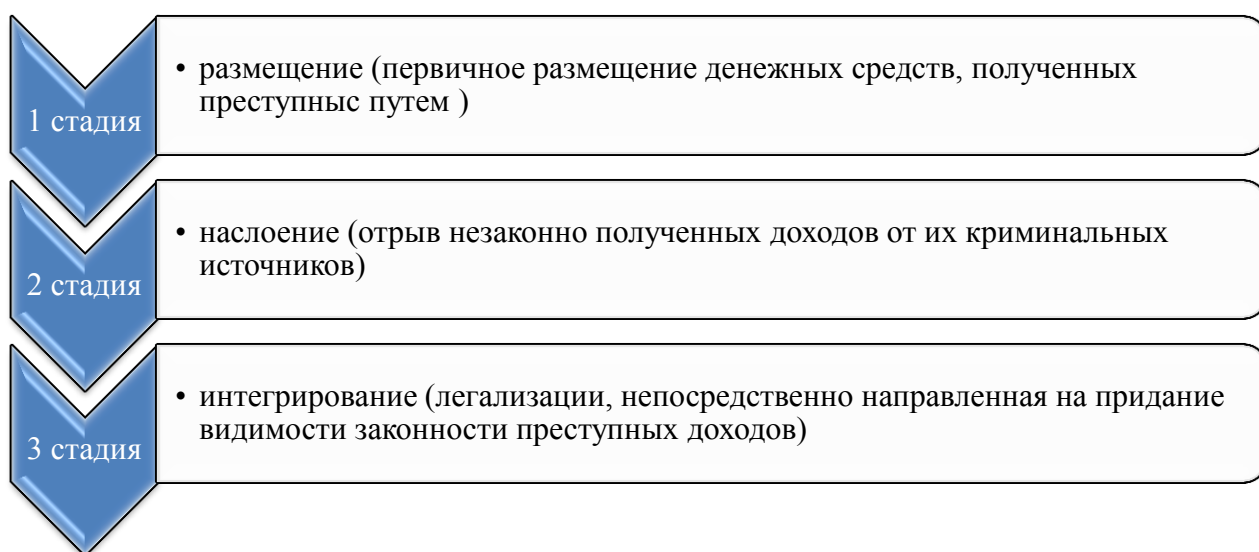 1 стадия
• размещение (первичное размещение денежных средств, полученных
преступныс путем )
2 стадия
• наслоение (отрыв незаконно полученных доходов от их криминальных
источников)
3 стадия
• интегрирование (легализации, непосредственно направленная на придание
видимости законности преступных доходов)